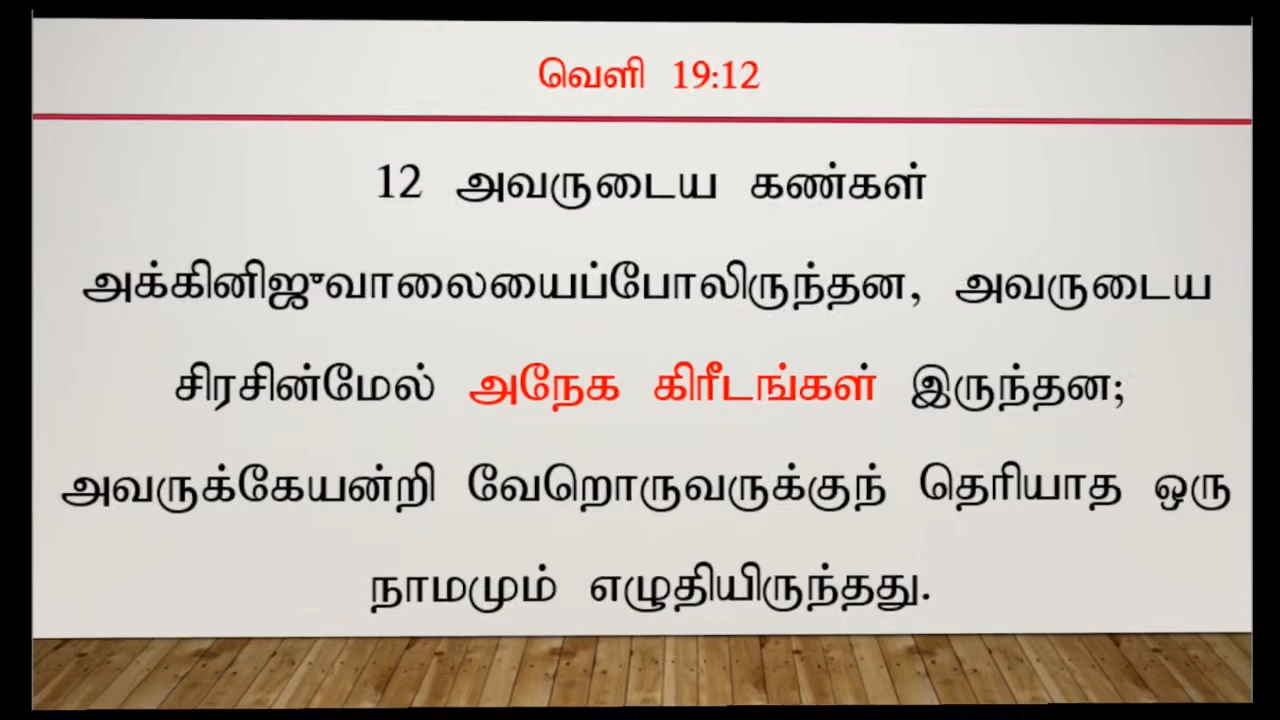 வெளி 19:12
12 அவருடைய கண்கள்
அக்கினிஜுவாலையைப்போலிருந்தன, அவருடைய
சிரசின்மேல் அநேக கிரீடங்கள் இருந்தன;
அவருக்கேயன்றி வேறொருவருக்குந் தெரியாத ஒரு
நாமமும் எழுதியிருந்தது.